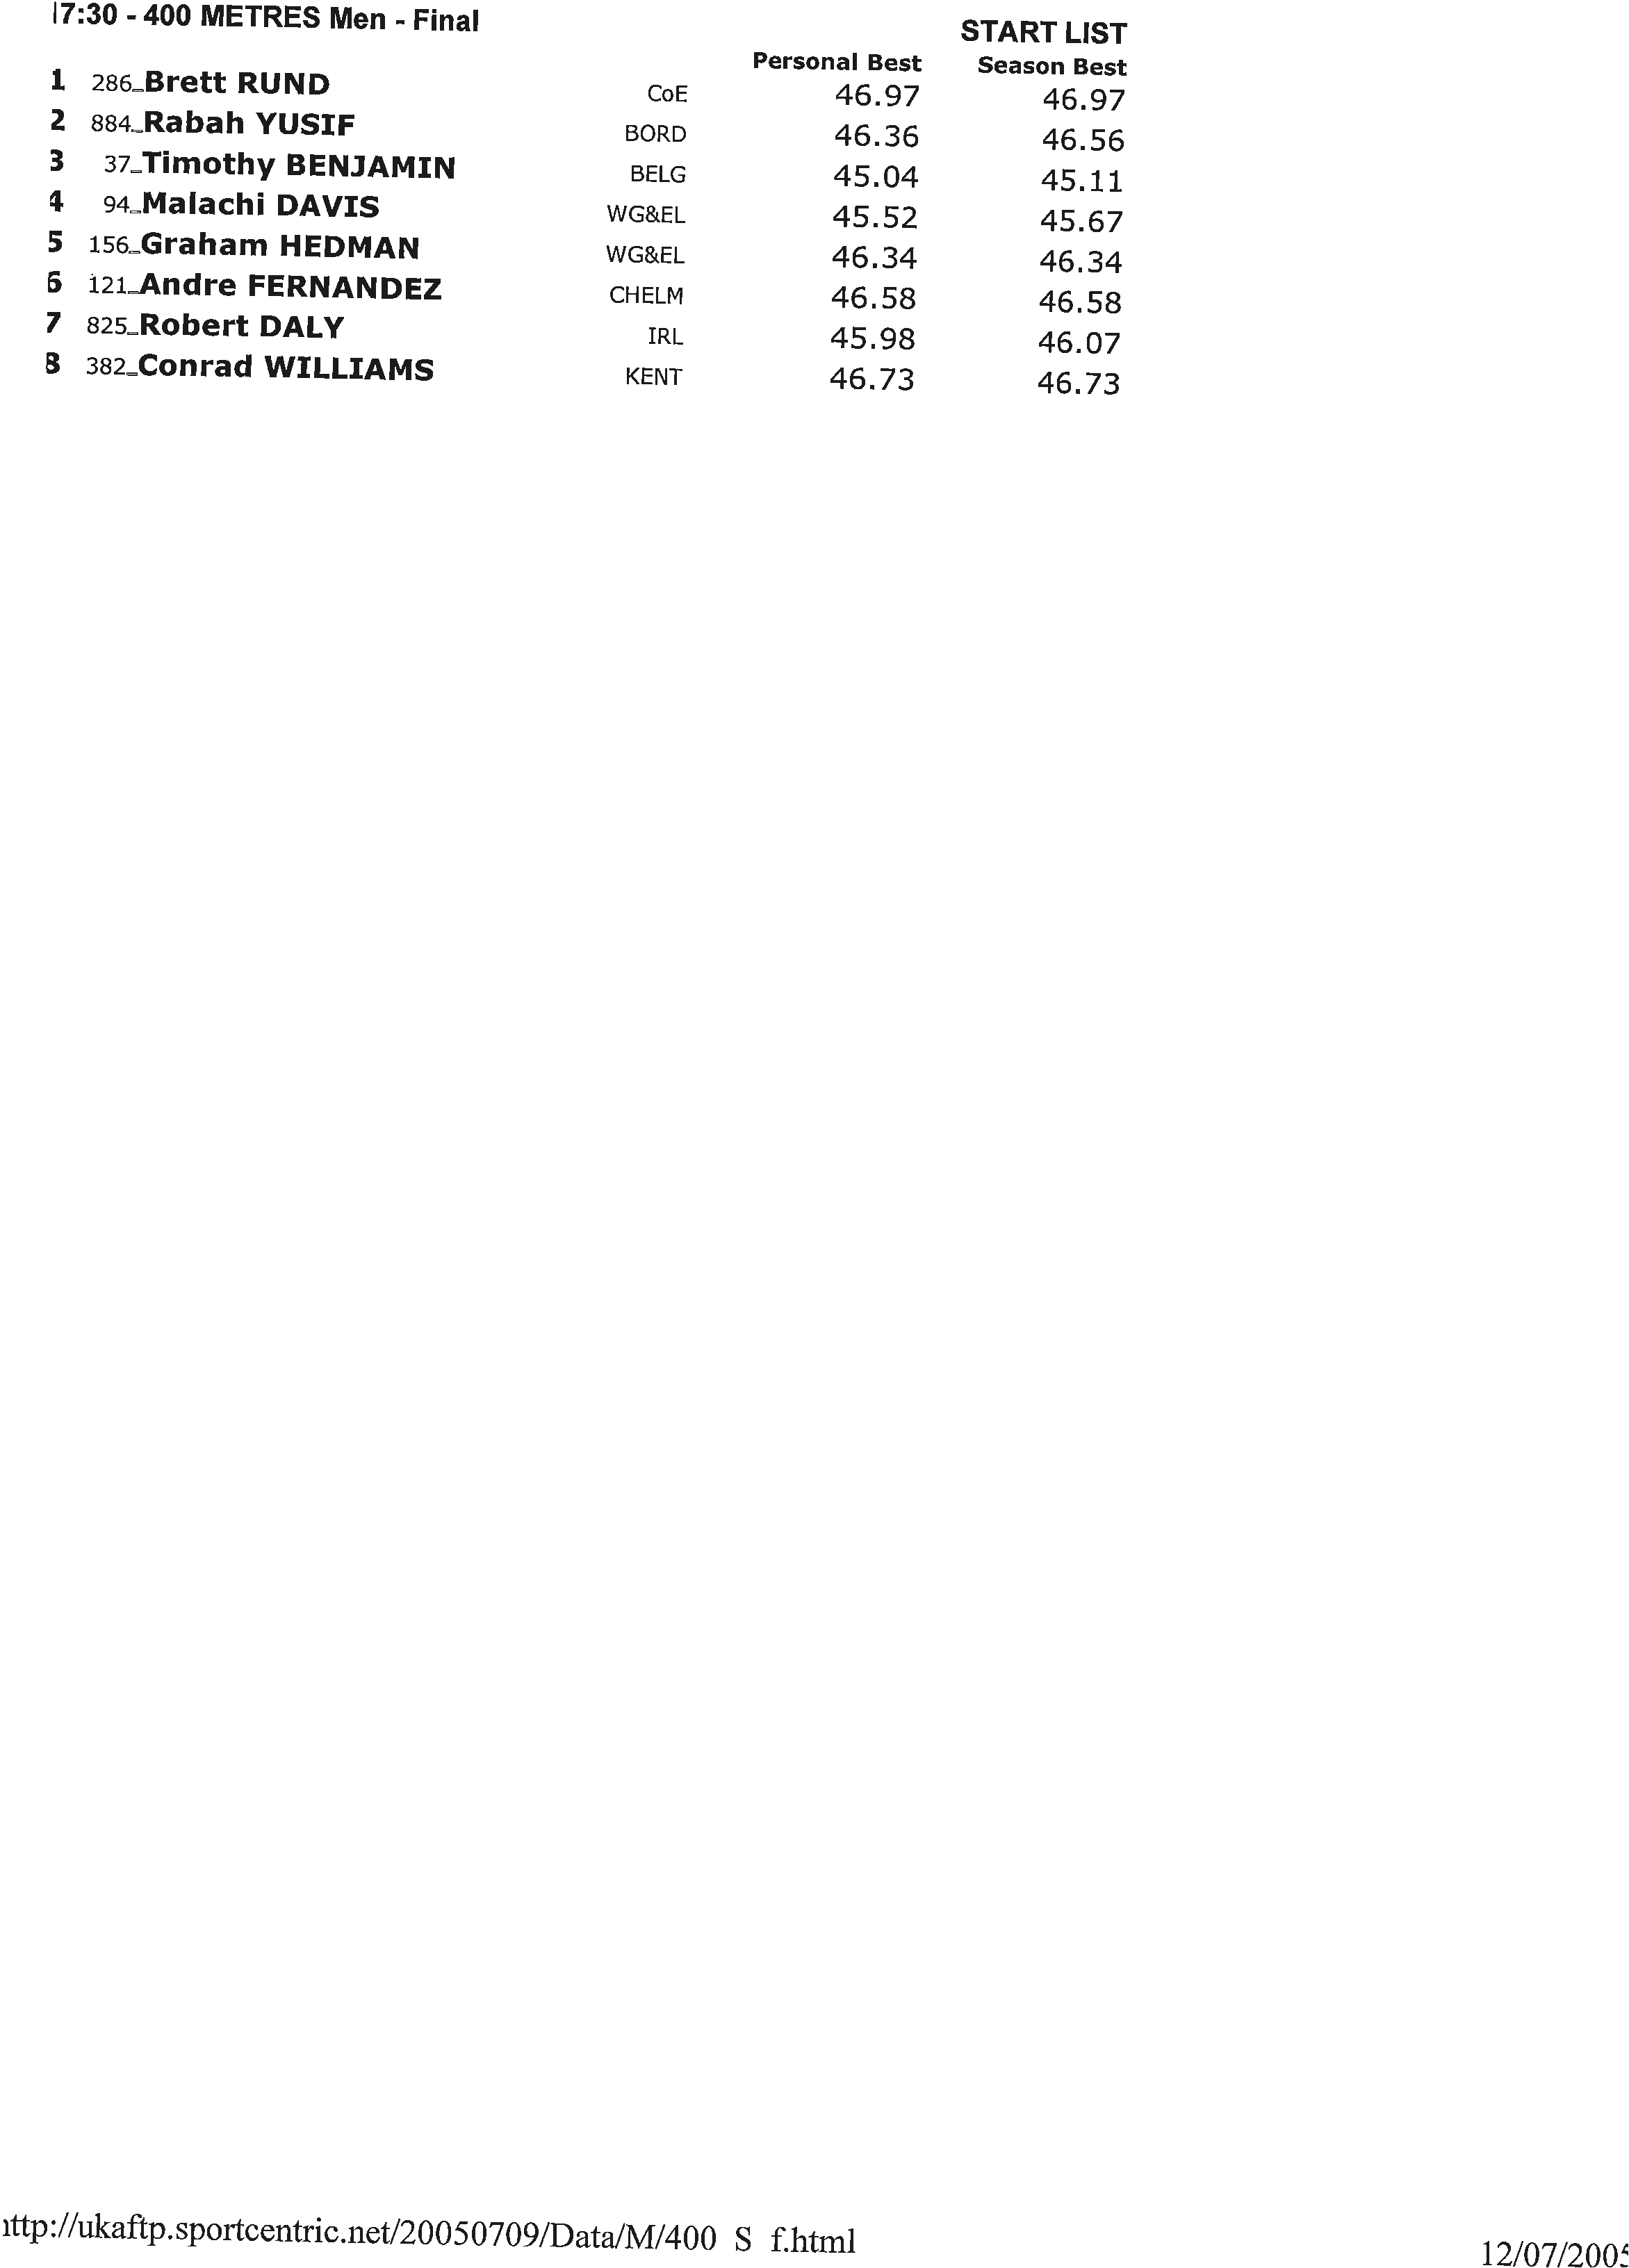 17:30 - 400 METRES Men - Final
START LIST
Personal Best Season Best
1 286 Brett RUND CoE 46.97 46.97
2 884 Rabah YUSIF BORD 46.36 46.56
3 37 Timothy BENJAMIN BELG 45.04 45.11
4 94 Malachi DAVIS WG&EL 45.52 45.67
5 156 Graham HEDMAN WG&EL 46.34 46.34
6 121 Andre FERNANDEZ CHELM 46.58 46.58
7 825 Robert DALY IRL 45.98 46.07
8 382 Conrad WILLIAMS KENT 46.73 46.73
http://ukaftp.sportcentric.net/20050709/Data/M/400 S f.html
12/07/2005